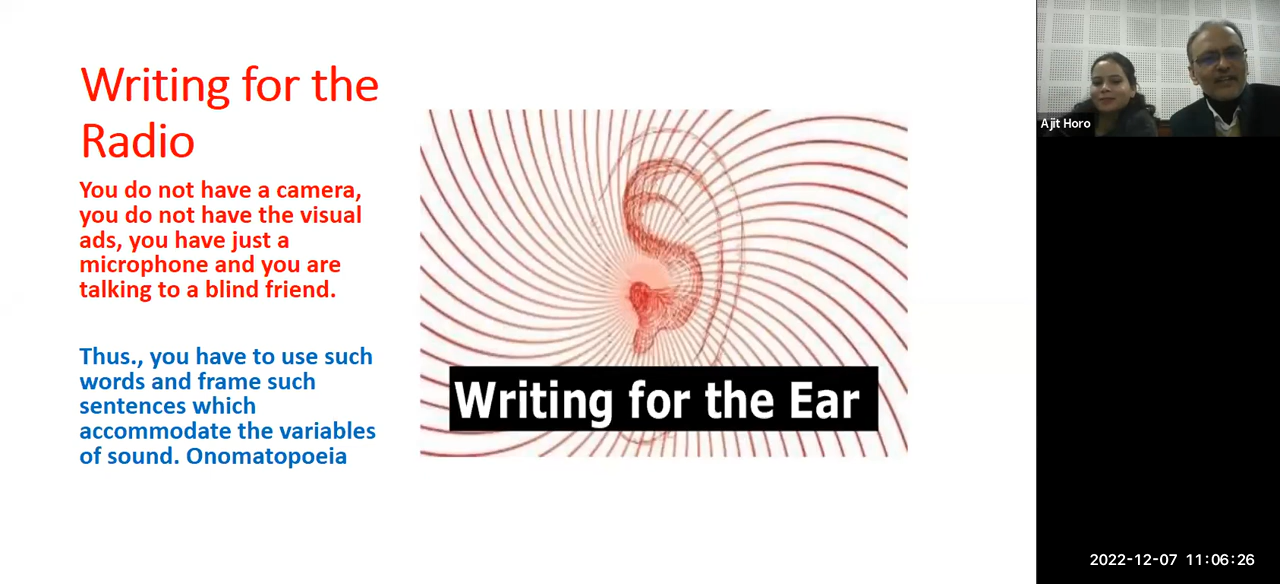 Writing for the
Radio
You do not have a camera,
you do not have the visual
ads, you have just a
microphone and you are
talking to a blind friend.
Thus., you have to use such
words and frame such
sentences which
accommodate the variables
of sound. Onomatopoeia
Writing for the Ear
Ajit Horo
2022-12-07 11:06:26